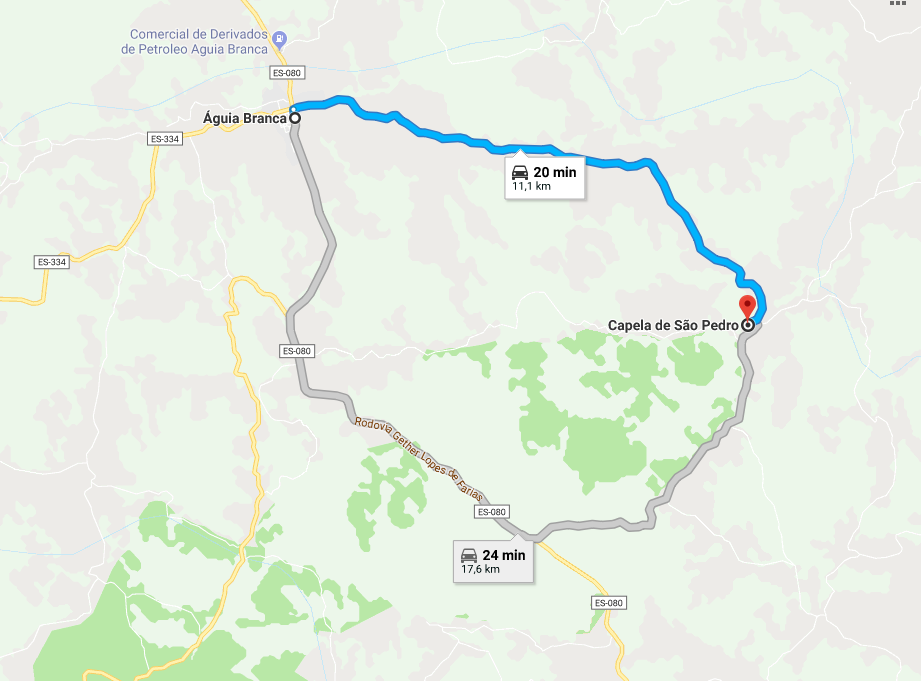 Comercial de Derivados
de Petroleo Aguia Branca
ES-080
Águia Branca
ES-334
20 min
11,1 km
ES-334
Capela de São Pedro
ES-080
Rodovia Gether Lopes de Farias
ES-080
24 min
17,6 km
ES-080